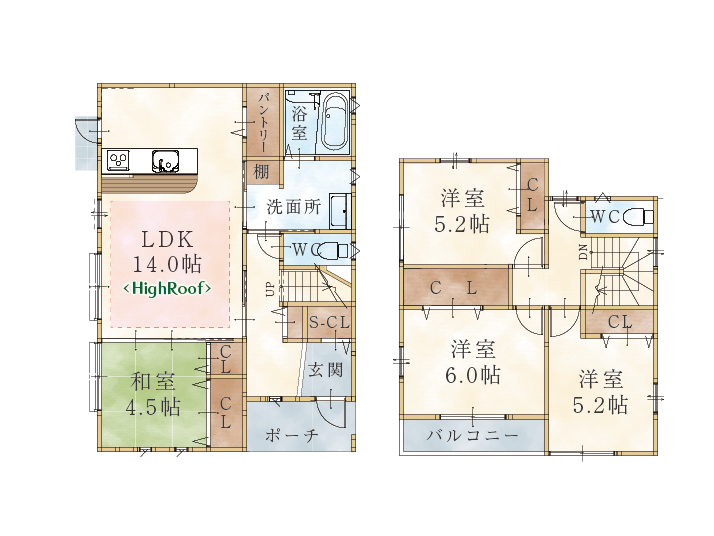 パントリー
浴室
棚
洗面所
LDK
14.0帖
<HighRoof>
WC
UP
S-CL
玄関
CL
和室
4.5帖
CL
ポーチ
洋室
5.2帖
CL
WC
DN
CL
CL
洋室
6.0帖
洋室
5.2帖
バルコニー